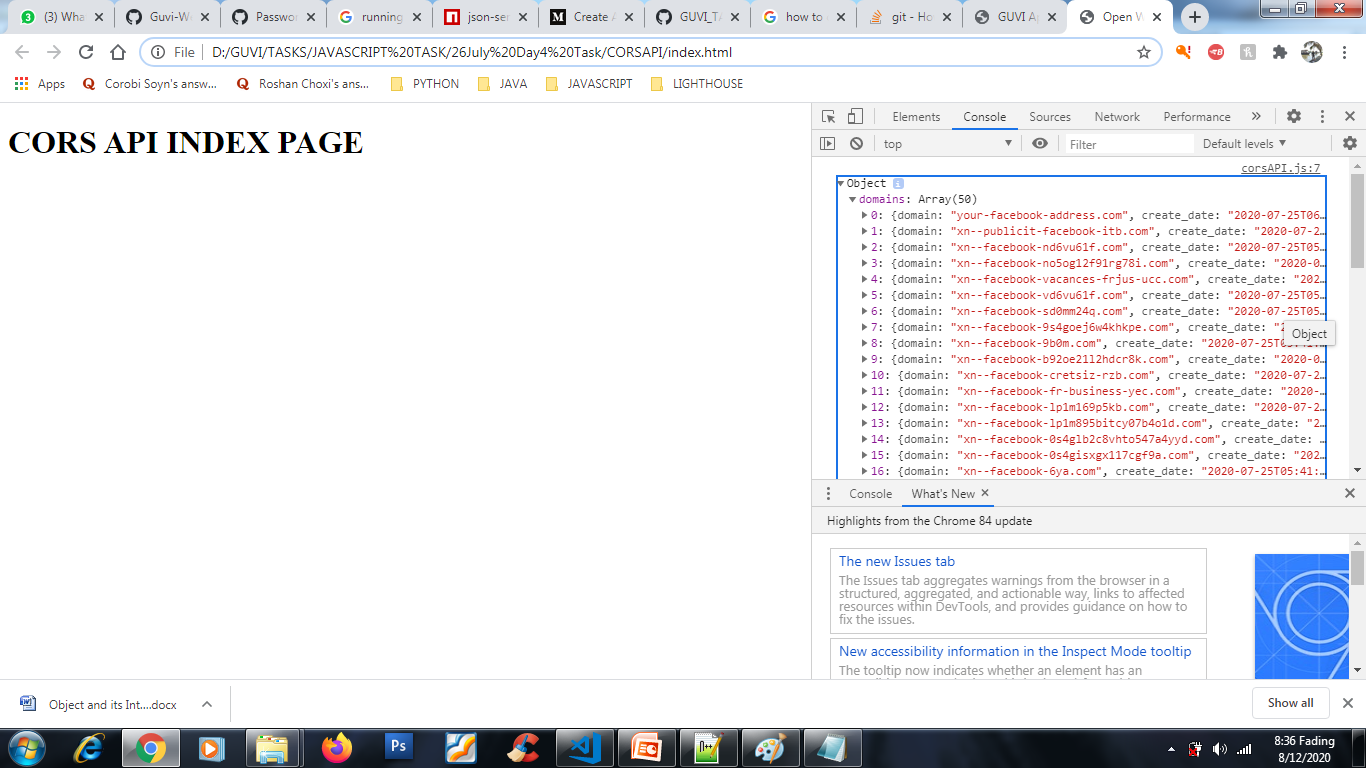 (3) Wha
Guvi-W
Passwor
running
json-ser
Create A
GUVI_TA
how to
git - Ho
GUVI A
Open W
File
D:/GUVI/TASKS/JAVASCRIPT%20TASK/26July%20Day4%20Task/CORSAPI/index.html
Apps
Corobi Soyn's answ...
Roshan Choxi's ans...
PYTHON
JAVA
JAVASCRIPT
LIGHTHOUSE
CORS API INDEX PAGE
Elements Console Sources Network Performance »
top Filter Default levels
corsAPI.js:7
Object i
domains: Array(50)
0: {domain: "your-facebook-address.com", create_date: "2020-07-25T06…
1: {domain: "xn--publicit-facebook-itb.com", create_date: "2020-07-2…
2: {domain: "xn--facebook-nd6vu61f.com", create_date: "2020-07-25T05…
3: {domain: "xn--facebook-no5og12f91rg78i.com", create_date: "2020-0…
4: {domain: "xn--facebook-vacances-frjus-ucc.com", create_date: "202…
5: {domain: "xn--facebook-vd6vu61f.com", create_date: "2020-07-25T05…
6: {domain: "xn--facebook-sd0mm24q.com", create_date: "2020-07-25T05…
7: {domain: "xn--facebook-9s4goej6w4khkpe.com", create_date: "2
Object
8: {domain: "xn--facebook-9b0m.com", create_date: "2020-07-25T05:41:…
9: {domain: "xn--facebook-b92oe2112hdcr8k.com", create_date: "2020-0…
10: {domain: "xn--facebook-cretsiz-rzb.com", create_date: "2020-07-2…
11: {domain: "xn--facebook-fr-business-yec.com", create_date: "2020-…
12: {domain: "xn--facebook-lp1m169p5kb.com", create_date: "2020-07-2…
13: {domain: "xn--facebook-lp1m895bitcy07b4o1d.com", create_date: "2…
14: {domain: "xn--facebook-0s4glb2c8vhto547a4yyd.com", create_date: …
15: {domain: "xn--facebook-0s4gisxgx117cgf9a.com", create_date: "202…
16: {domain: "xn--facebook-6ya.com", create_date: "2020-07-25T05:41:…
Console What's New
Highlights from the Chrome 84 update
The new Issues tab
The Issues tab aggregates warnings from the browser in a
structured, aggregated, and actionable way, links to affected
resources within DevTools, and provides guidance on how to
fix the issues.
New accessibility information in the Inspect Mode tooltip
The tooltip now indicates whether an element has an
Object and its Int....docx
Show all
8:36 Fading
8/12/2020